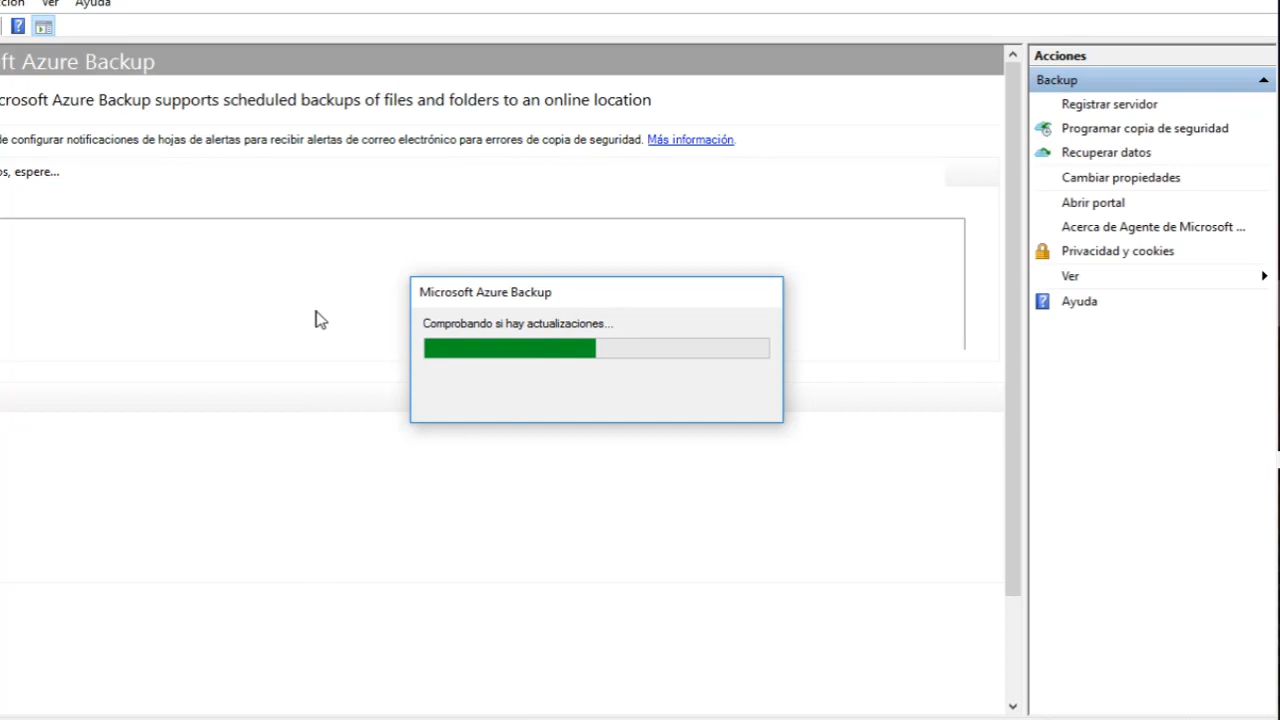 Ver Ayuda
ft Azure Backup
crosoft Azure Backup supports scheduled backups of files and folders to an online location
de configurar notificaciones de hojas de alertas para recibir alertas de correo electrónico para errores de copia de seguridad. Más información.
os, espere...
Microsoft Azure Backup
Comprobando si hay actualizaciones...
Acciones
Backup
Registrar servidor
Programar copia de seguridad
Recuperar datos
Cambiar propiedades
Abrir portal
Acerca de Agente de Microsoft ...
Privacidad y cookies
Ver
Ayuda